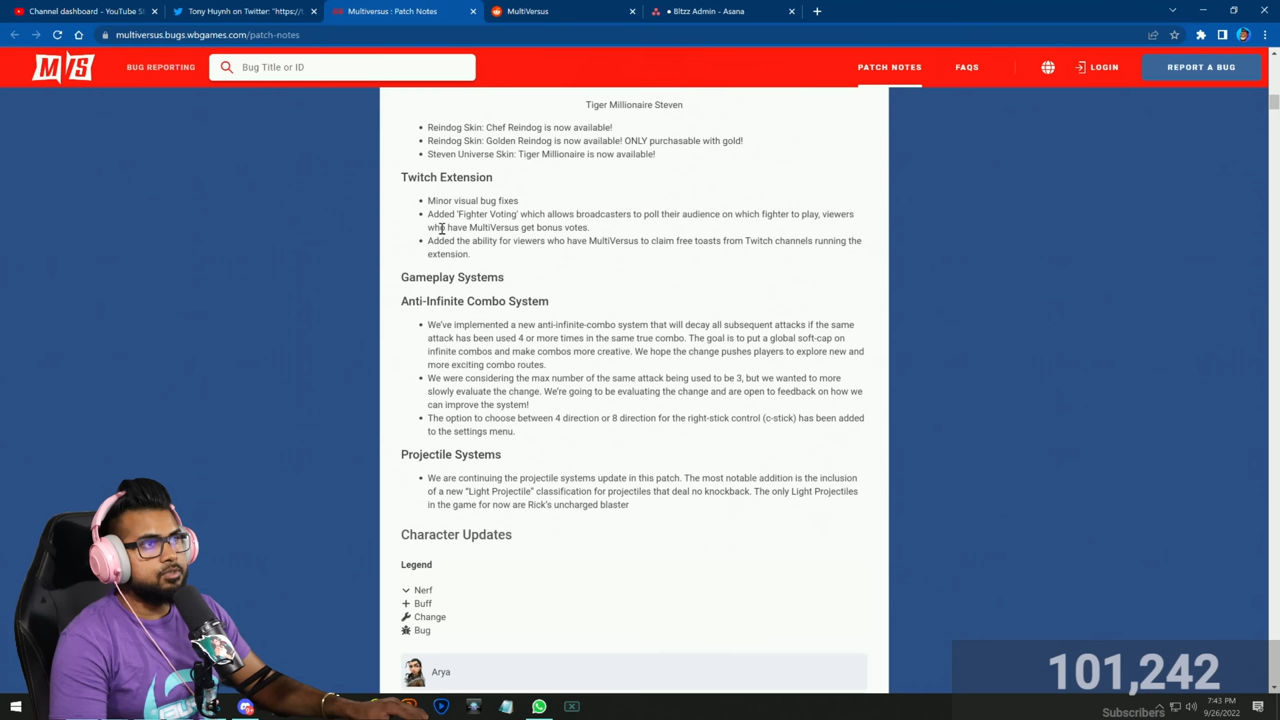 Channel dashboard - YouTube S
Tony Huynh on Twitter: "https://t
Multiversus : Patch Notes
MultiVersus
Bltzz Admin - Asana
multiversus.bugs.wbgames.com/patch-notes
MVS
BUG REPORTING
Bug Title or ID
PATCH NOTES
FAQS
LOGIN
REPORT A BUG
Tiger Millionaire Steven
Reindog Skin: Chef Reindog is now available!
Reindog Skin: Golden Reindog is now available! ONLY purchasable with gold!
Steven Universe Skin: Tiger Millionaire is now available!
Twitch Extension
Minor visual bug fixes
Added 'Fighter Voting' which allows broadcasters to poll their audience on which fighter to play, viewers
who have MultiVersus get bonus votes.
Added the ability for viewers who have MultiVersus to claim free toasts from Twitch channels running the
extension.
Gameplay Systems
Anti-Infinite Combo System
We've implemented a new anti-infinite-combo system that will decay all subsequent attacks if the same
attack has been used 4 or more times in the same true combo. The goal is to put a global soft-cap on
infinite combos and make combos more creative. We hope the change pushes players to explore new and
more exciting combo routes.
We were considering the max number of the same attack being used to be 3, but we wanted to more
slowly evaluate the change. We're going to be evaluating the change and are open to feedback on how we
can improve the system!
The option to choose between 4 direction or 8 direction for the right-stick control (c-stick) has been added
to the settings menu.
Projectile Systems
We are continuing the projectile systems update in this patch. The most notable addition is the inclusion
of a new “Light Projectile” classification for projectiles that deal no knockback. The only Light Projectiles
in the game for now are Rick's uncharged blaster
Character Updates
Legend
Nerf
Buff
Change
Bug
Arya
101,242
Subscribers
7:43 PM
9/26/2022